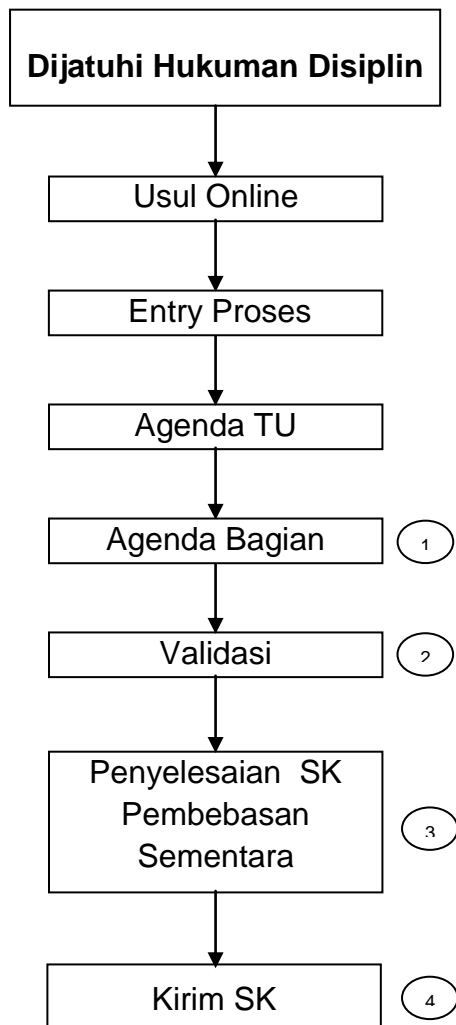 Dijatuhi Hukuman Disiplin
Usul Online
Entry Proses
Agenda TU
Agenda Bagian
1
Validasi
2
Penyelesaian SK
Pembebasan
Sementara
3
Kirim SK
4